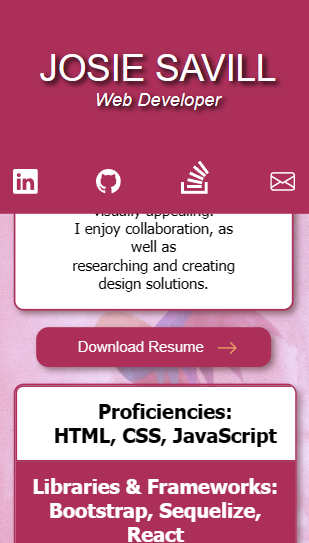 JOSIE SAVILL
Web Developer
visually appealing.
I enjoy collaboration, as
well as
researching and creating
design solutions.
Download Resume
Proficiencies:
HTML, CSS, JavaScript
Libraries & Frameworks:
Bootstrap, Sequelize,
React